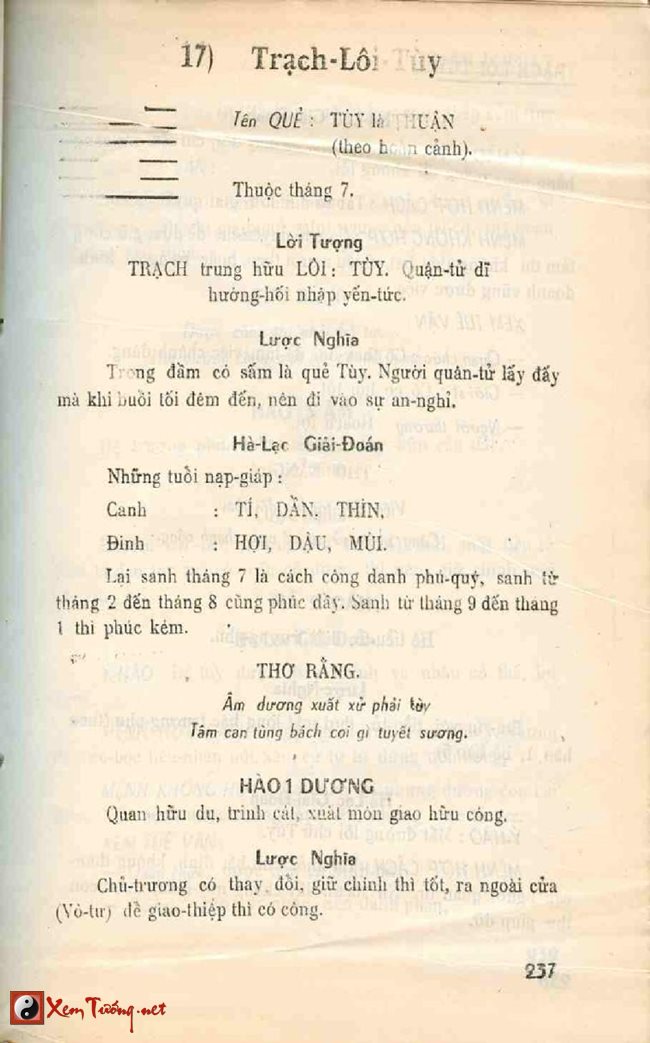 17) Trạch-Lôi-Tùy
Tên QUẺ : TÙY là THUẬN
(theo hoàn cảnh).
Thuộc tháng 7.
Lời Tượng
TRẠCH trung hữu LÔI : TÙY. Quận-tử dĩ
hưởng-hối nhập yến-tức.
Lược Nghĩa
Trong đầm có sấm là quẻ Tùy. Người quân-tử lấy đấy
mà khi buổi tối đêm đến, nên đi vào sự an-nghỉ.
Hà-Lạc Giải-Đoán
Những tuổi nạp-giáp :
Canh : TÍ, DẦN, THÌN.
Đinh : HỢI, DẬU, MÙI.
Lại sanh tháng 7 là cách công danh phú-quý, sanh từ
tháng 2 đến tháng 8 cũng phúc dầy. Sanh từ tháng 9 đến tháng
1 thì phúc kém.
THƠ RẰNG.
Âm dương xuất xử phải tùy
Tâm can tùng bách coi gì tuyết sương.
HÀO 1 DƯƠNG
Quan hữu du, trinh cát, xuất môn giao hữu công.
Lược Nghĩa
Chủ-trương có thay đổi, giữ chính thì tốt, ra ngoài cửa
(Vô-tư) để giao-thiệp thì có công.
237
XemTướng.net